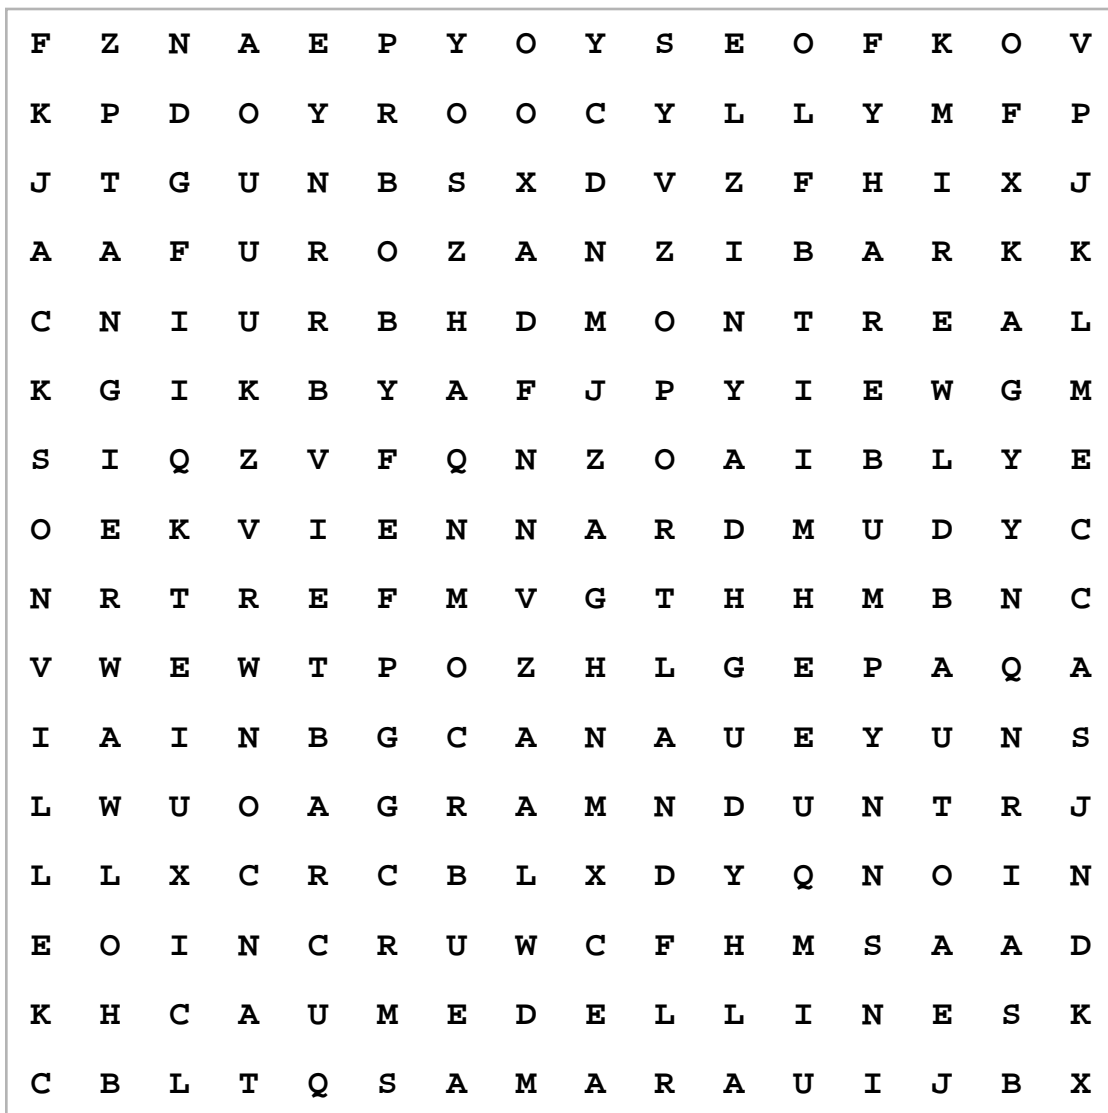 F Z N A E P Y O Y S E O F K O V
K P D O Y R O O C Y L L Y M F P
J T G U N B S X D V Z F H I X J
A A F U R O Z A N Z I B A R K K
C N I U R B H D M O N T R E A L
K G I K B Y A F J P Y I E W G M
S I Q Z V F Q N Z O A I B L Y E
O E K V I E N N A R D M U D Y C
N R T R E F M V G T H H M B N C
V W E W T P O Z H L G E P A Q A
I A I N B G C A N A U E Y U N S
L W U O A G R A M N D U N T R J
L L X C R C B L X D Y Q N O I N
E O I N C R U W C F H M S A A D
K H C A U M E D E L L I N E S K
C B L T Q S A M A R A U I J B X